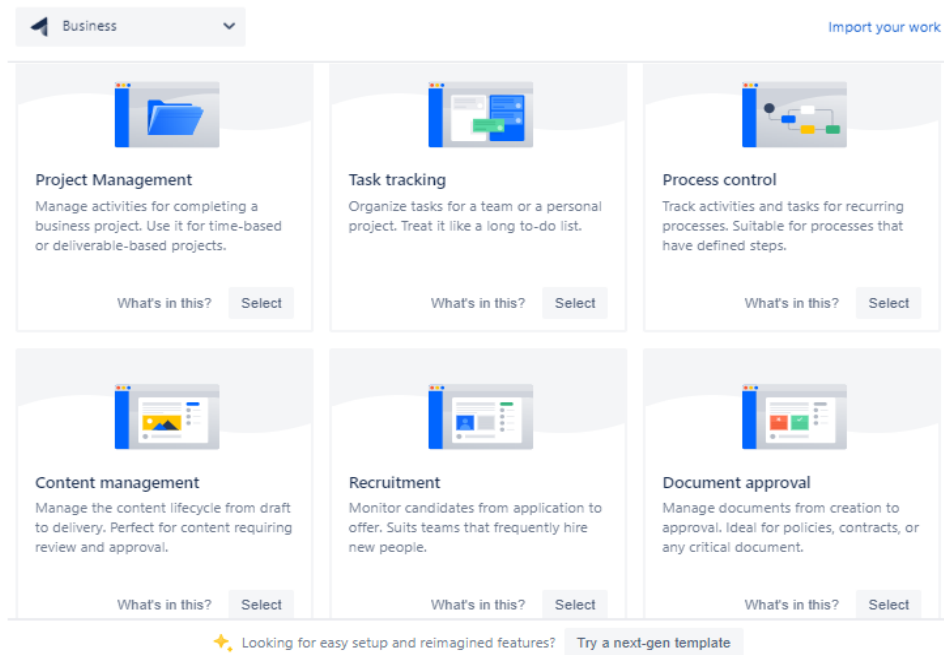 Business
Import your work
Project Management
Manage activities for completing a
business project. Use it for time-based
or deliverable-based projects.
What's in this? Select
Task tracking
Organize tasks for a team or a personal
project. Treat it like a long to-do list.
What's in this? Select
Process control
Track activities and tasks for recurring
processes. Suitable for processes that
have defined steps.
What's in this? Select
Content management
Manage the content lifecycle from draft
to delivery. Perfect for content requiring
review and approval.
What's in this? Select
Recruitment
Monitor candidates from application to
offer. Suits teams that frequently hire
new people.
What's in this? Select
Document approval
Manage documents from creation to
approval. Ideal for policies, contracts, or
any critical document.
What's in this? Select
Looking for easy setup and reimagined features? Try a next-gen template